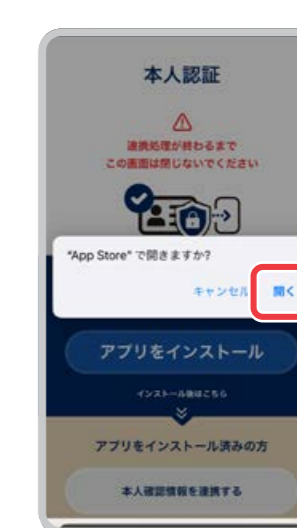 本人認証
連携処理が終わるまで
この画面は閉じないでください
"App Store" で開きますか?
キャンセル
開く
アプリをインストール
インストール後はこちら
アプリをインストール済みの方
本人確認情報を連携する